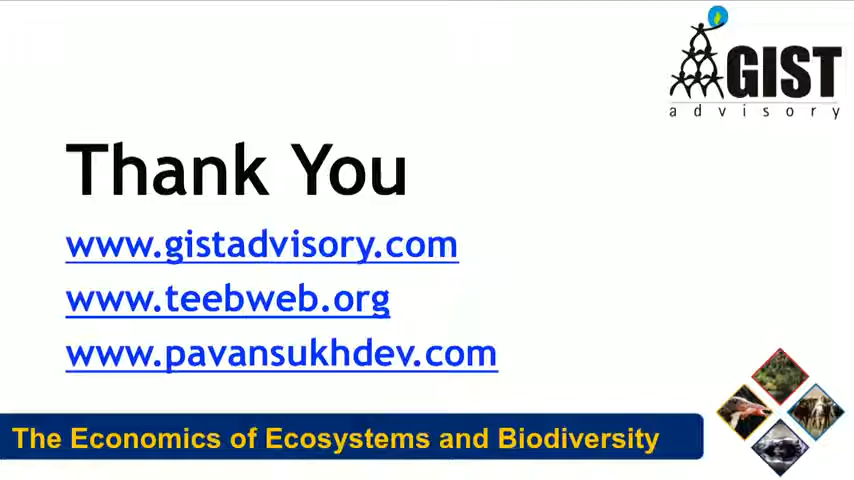 GIST
advisory
Thank You
www.gistadvisory.com
www.teebweb.org
www.pavansukhdev.com
The Economics of Ecosystems and Biodiversity